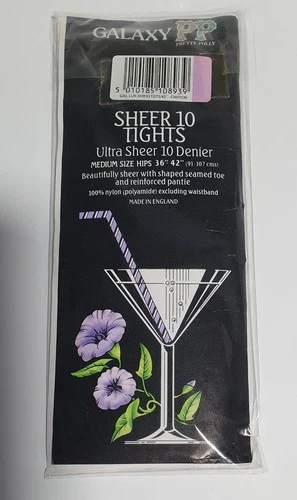 GALAXY PP
PRETTY POLLY
5 010185 108939
SHEER 10
TIGHTS
Ultra Sheer 10 Denier
MEDIUM SIZE HIPS 36" 42" (91 107 cms)
Beautifully sheer with shaped seamed toe
and reinforced pantie
100% nylon (polyamide) excluding waistband
MADE IN ENGLAND